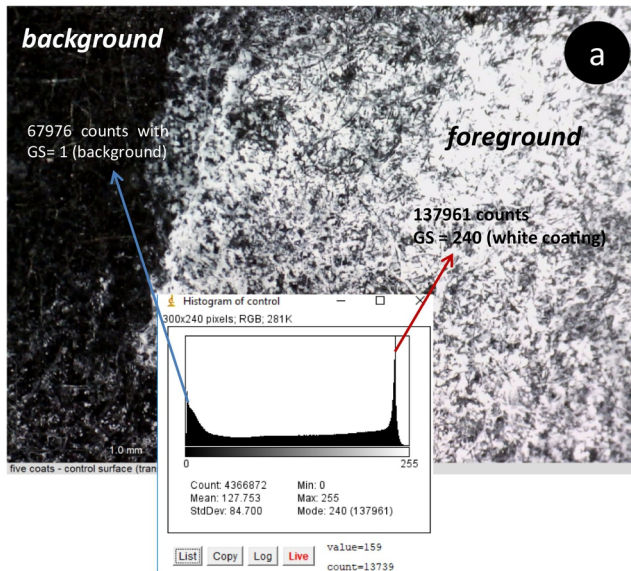 background
a
67976 counts with
GS= 1 (background)
foreground
137961 counts
GS = 240 (white coating)
Histogram of control
300x240 pixels; RGB; 281K
0
255
1.0 mm
five coats - control surface (tran
Count: 4366872 Min: 0
Mean: 127.753 Max: 255
StdDev: 84.700 Mode: 240 (137961)
List Copy Log Live value=159
count=13739